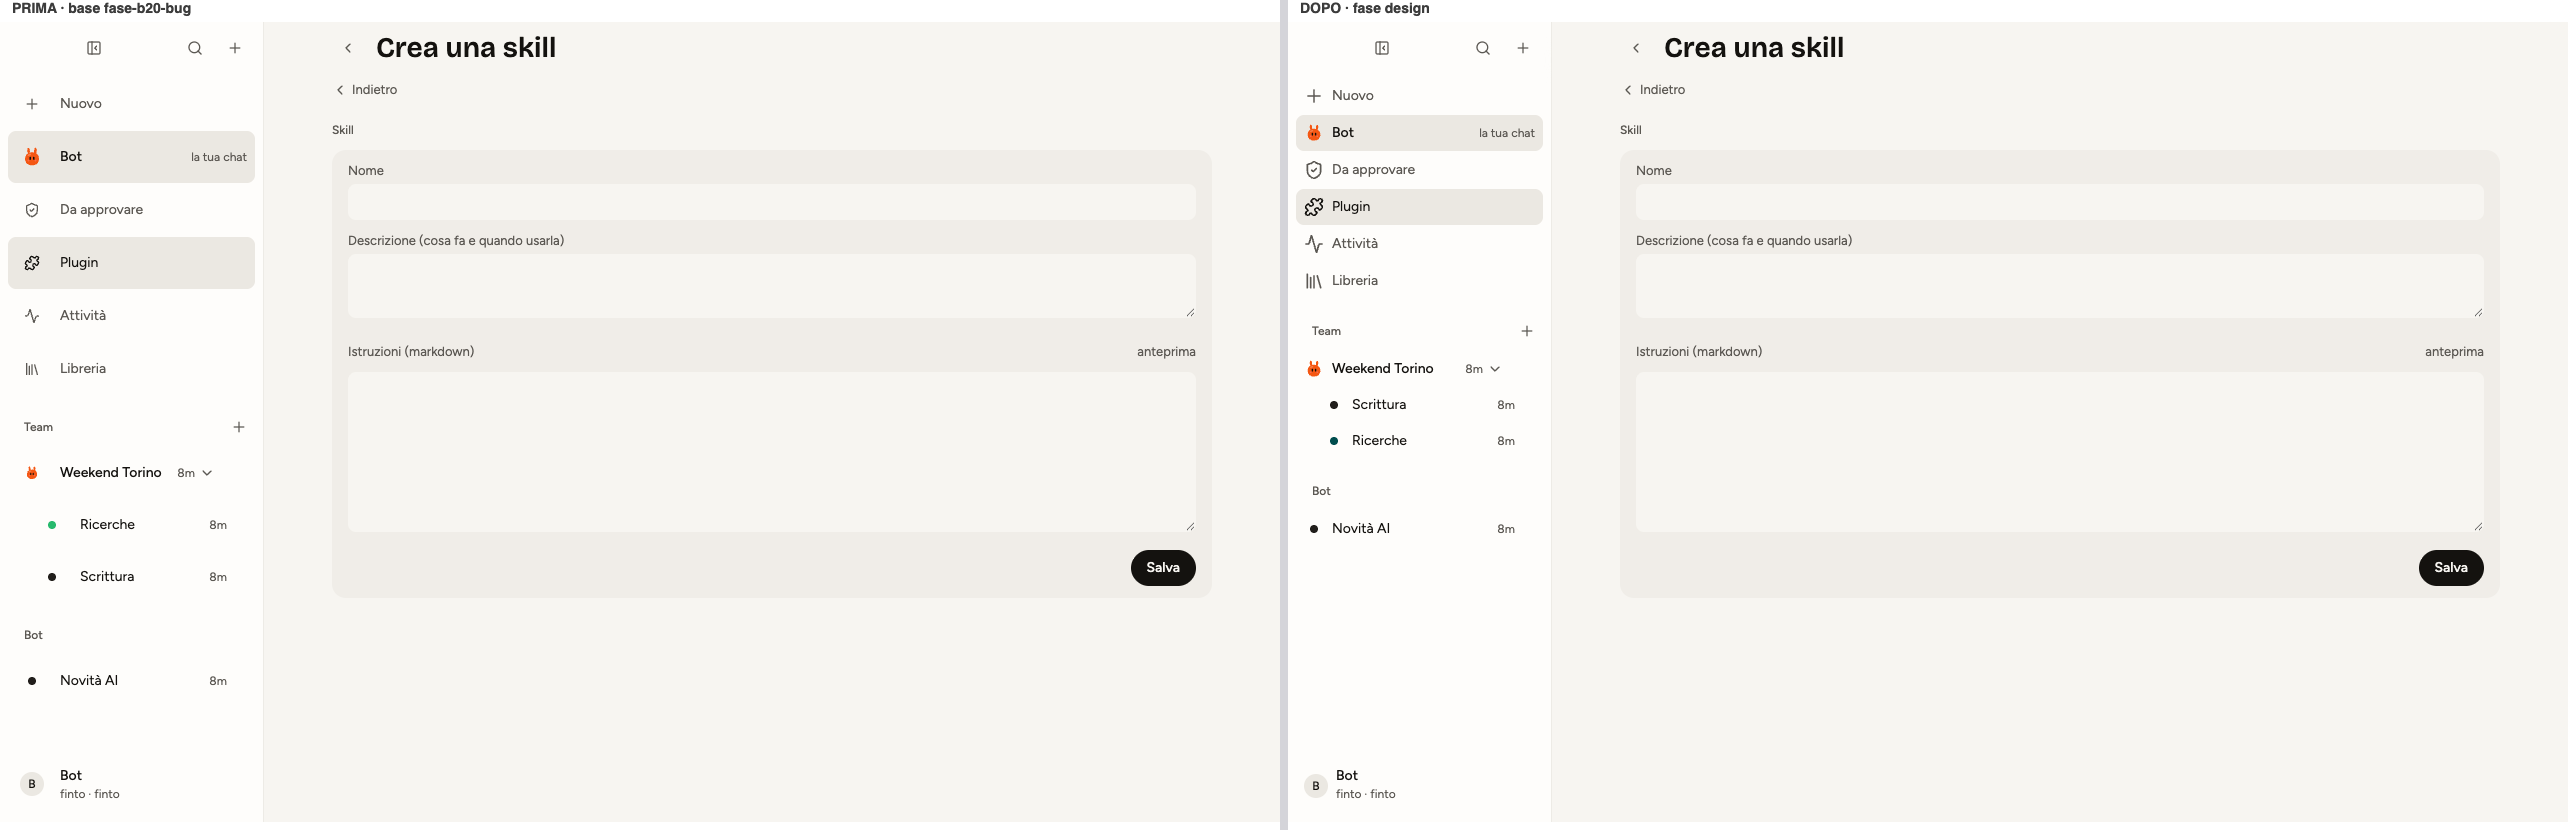 PRIMA · base fase-b20-bug
Crea una skill
Nuovo
Indietro
Skill
Bot la tua chat
Nome
Da approvare
Descrizione (cosa fa e quando usarla)
Plugin
Attività
Istruzioni (markdown) anteprima
Libreria
Team
Weekend Torino 8m
Ricerche 8m
Scrittura 8m
Salva
Bot
Novità AI 8m
B
Bot
finto · finto
DOPO · fase design
Crea una skill
Nuovo
Indietro
Skill
Bot la tua chat
Nome
Da approvare
Plugin
Descrizione (cosa fa e quando usarla)
Attività
Libreria
Team
Istruzioni (markdown) anteprima
Weekend Torino 8m
Scrittura 8m
Ricerche 8m
Bot
Novità AI 8m
Salva
B
Bot
finto · finto